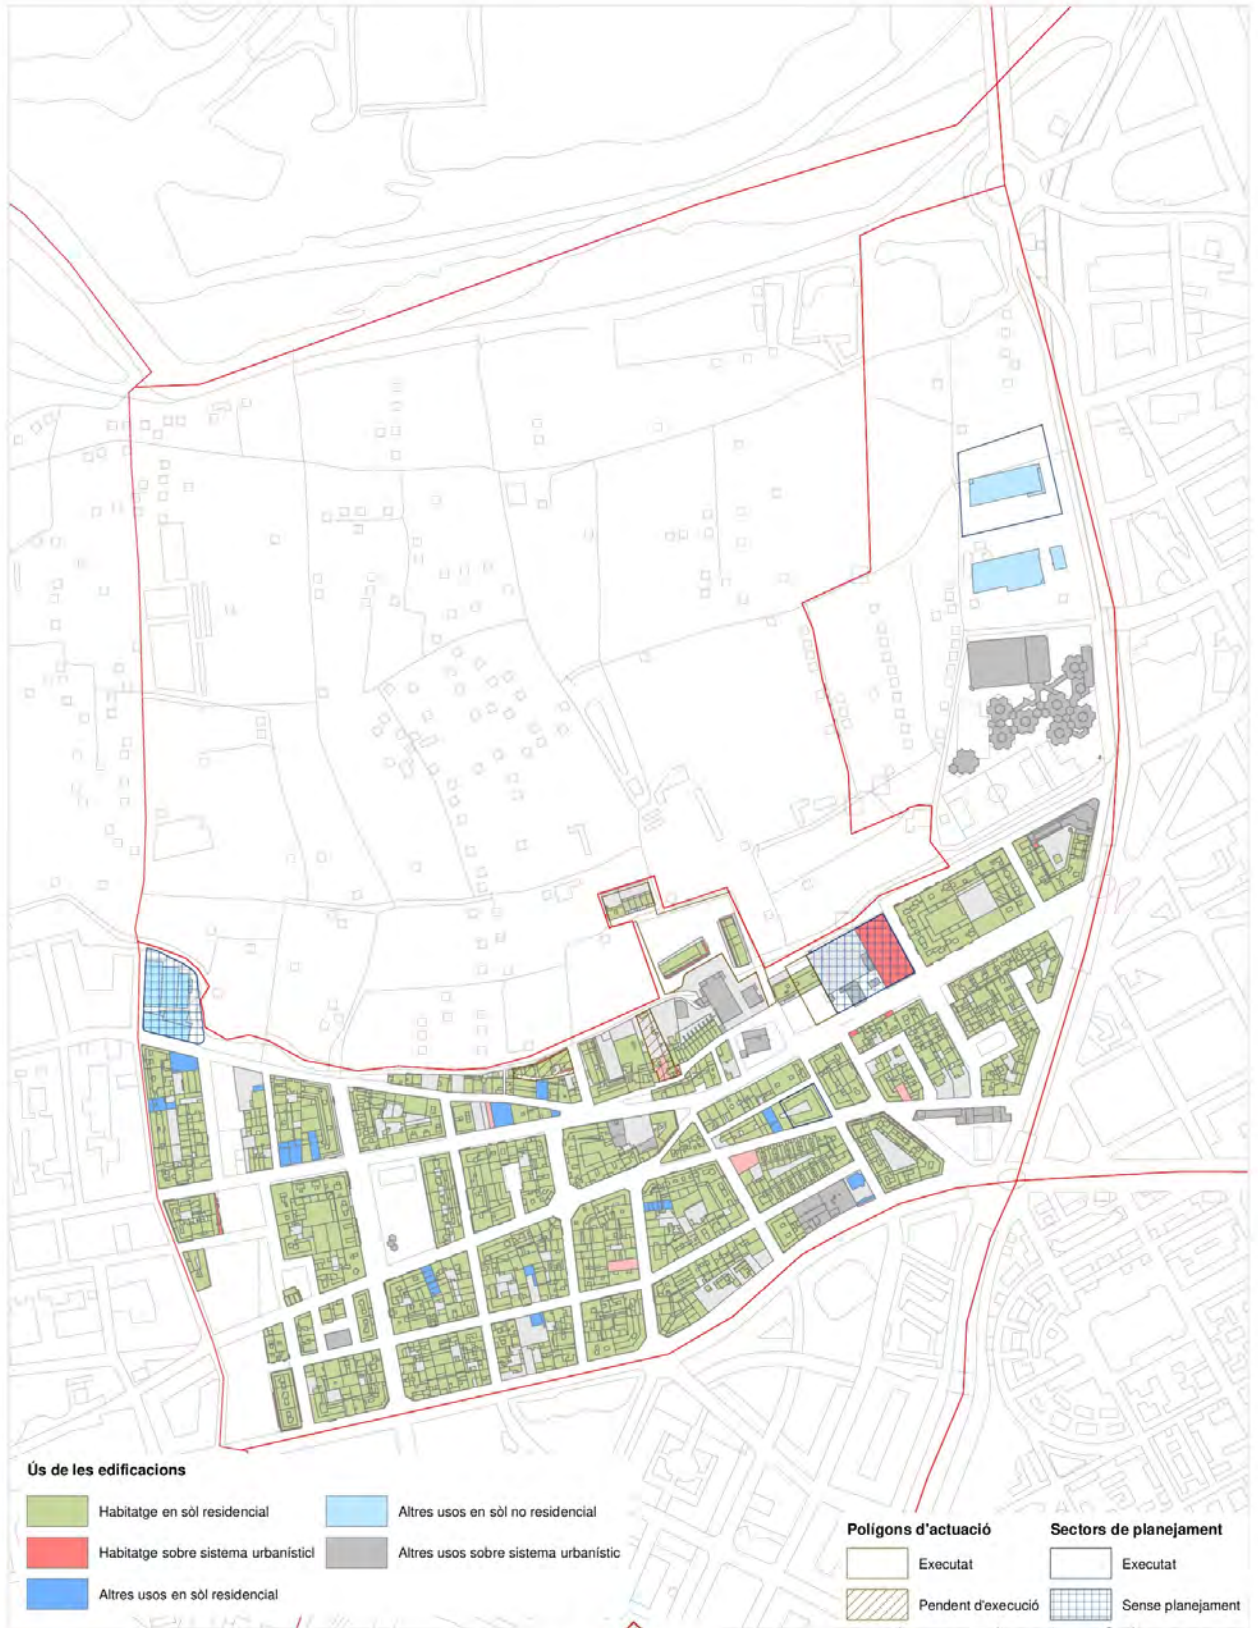 Ús de les edificacions
Habitatge en sòl residencial
Habitatge sobre sistema urbanísticl
Altres usos en sòl residencial
Altres usos en sòl no residencial
Altres usos sobre sistema urbanístic
Polígons d'actuació
Executat
Pendent d'execució
Sectors de planejament
Executat
Sense planejament